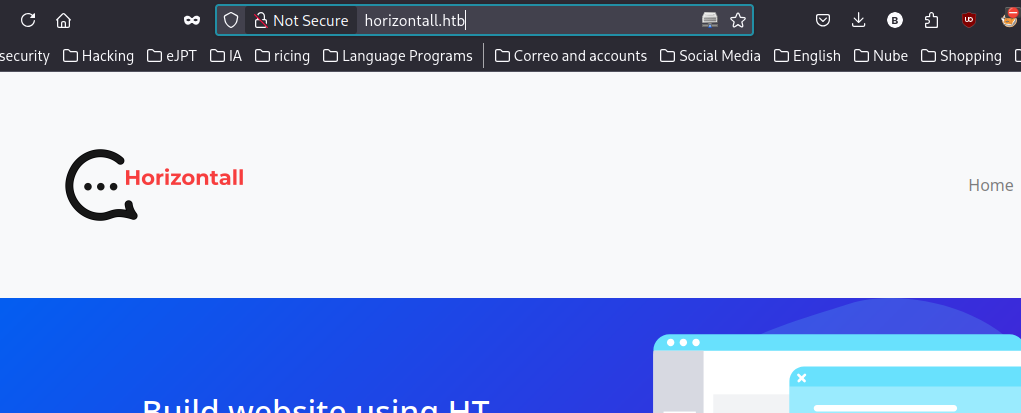 Not Secure horizontall.htb
security Hacking eJPT IA ricing Language Programs Correo and accounts Social Media English Nube Shopping
Horizontall
Home
Build website using HT